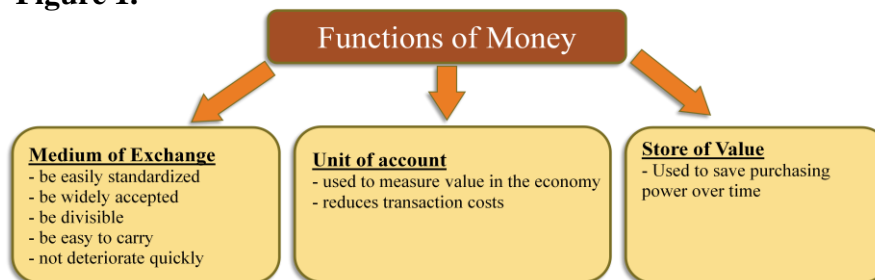 Figure 1.
Functions of Money
Medium of Exchange
- be easily standardized
- be widely accepted
- be divisible
- be easy to carry
- not deteriorate quickly
Unit of account
- used to measure value in the economy
- reduces transaction costs
Store of Value
- Used to save purchasing
power over time